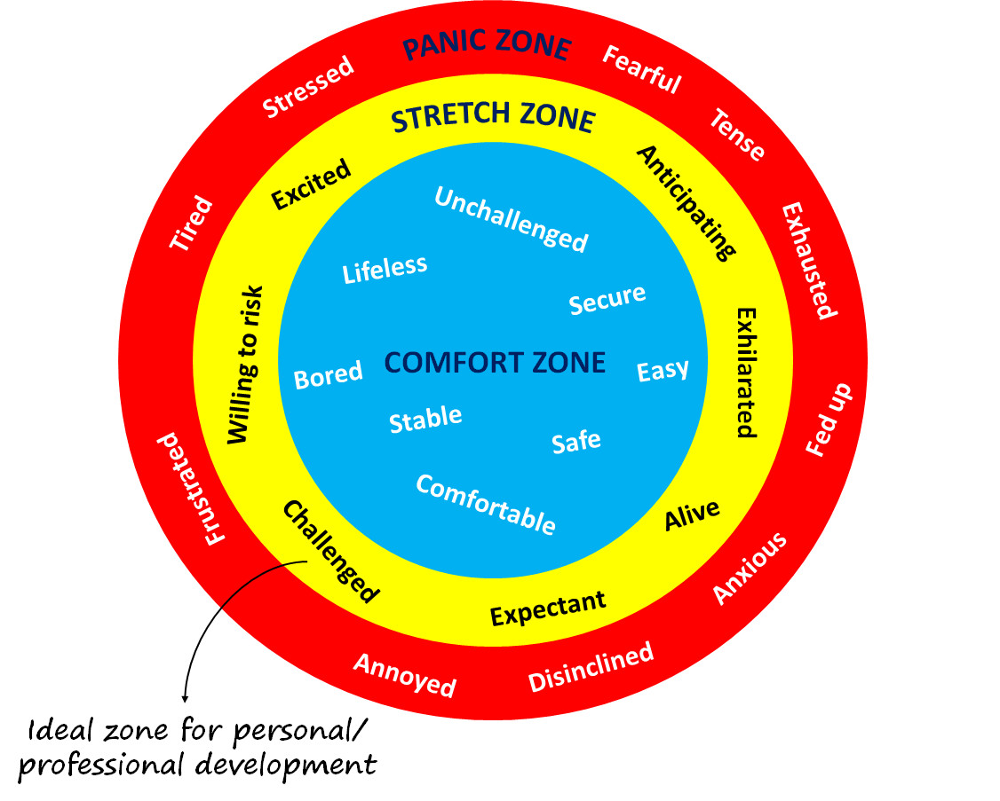 PANIC ZONE
Stressed
Fearful
Tense
Tired
Exhausted
Fed up
Frustrated
Anxious
Annoyed
Disinclined
STRETCH ZONE
Excited
Anticipating
Willing to risk
Exhilarated
Challenged
Alive
Expectant
Unchallenged
Lifeless
Secure
COMFORT ZONE
Bored
Easy
Stable
Safe
Comfortable
Ideal zone for personal/
professional development